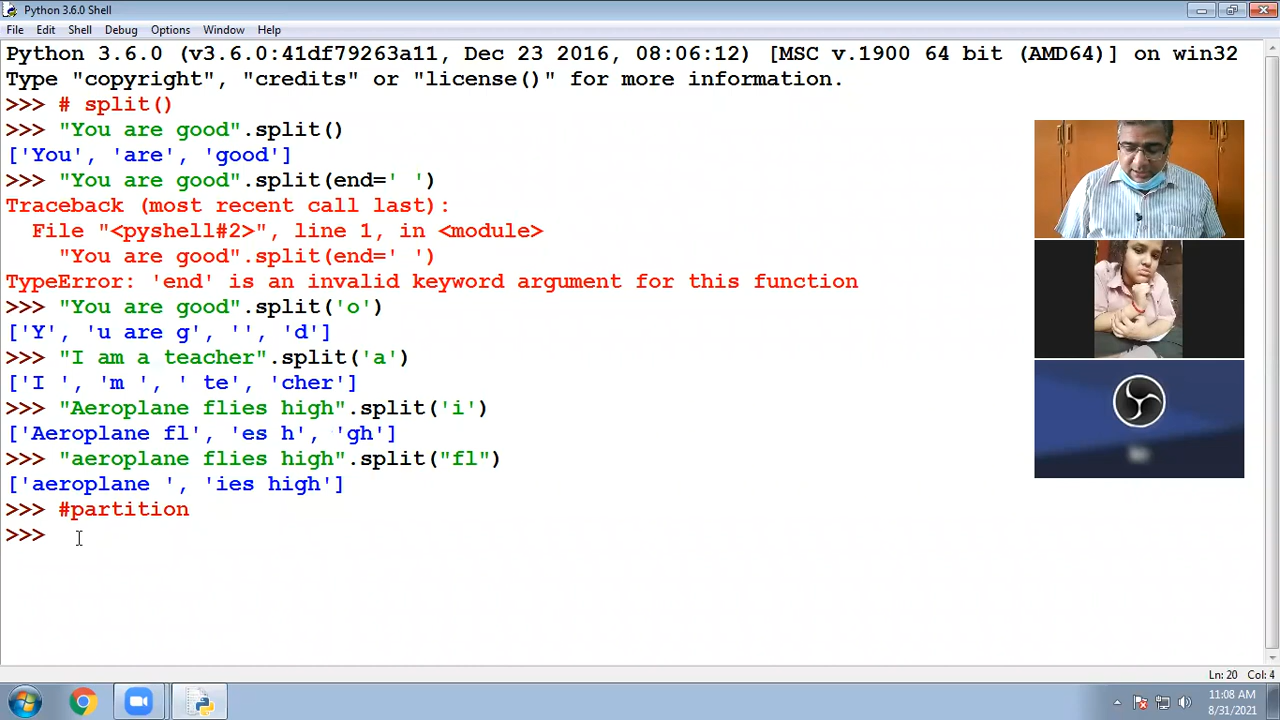 Python 3.6.0 Shell
File Edit Shell Debug Options Window Help
Python 3.6.0 (v3.6.0:41df79263a11, Dec 23 2016, 08:06:12) [MSC v.1900 64 bit (AMD64)] on win32
Type "copyright", "credits" or "license()" for more information.
>>> # split()
>>> "You are good".split()
['You', 'are', 'good']
>>> "You are good".split(end=' ')
Traceback (most recent call last):
  File "<pyshell#2>", line 1, in <module>
    "You are good".split(end=' ')
TypeError: 'end' is an invalid keyword argument for this function
>>> "You are good".split('o')
['Y', 'u are g', '', 'd']
>>> "I am a teacher".split('a')
['I ', 'm ', ' te', 'cher']
>>> "Aeroplane flies high".split('i')
['Aeroplane fl', 'es h', 'gh']
>>> "aeroplane flies high".split("fl")
['aeroplane ', 'ies high']
>>> #partition
>>>
Ln: 20 Col: 4
11:08 AM
8/31/2021